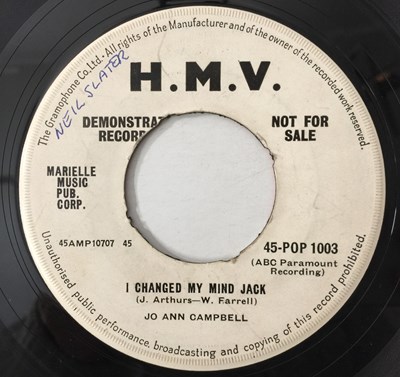 The Gramophone Co. Ltd.-All rights of the Manufacturer and of the owner of the recorded work reserved.
NEIL SLATER
H.M.V.
DEMONSTRAT
RECOR
NOT FOR
SALE
MARIELLE
MUSIC
PUB.
CORP.
45AMP10707 45
45-POP 1003
(ABC Paramount
Recording)
I CHANGED MY MIND JACK
(J. Arthurs—W. Farrell)
JO ANN CAMPBELL
Unauthorised public performance, broadcasting and copying of this record prohibited.